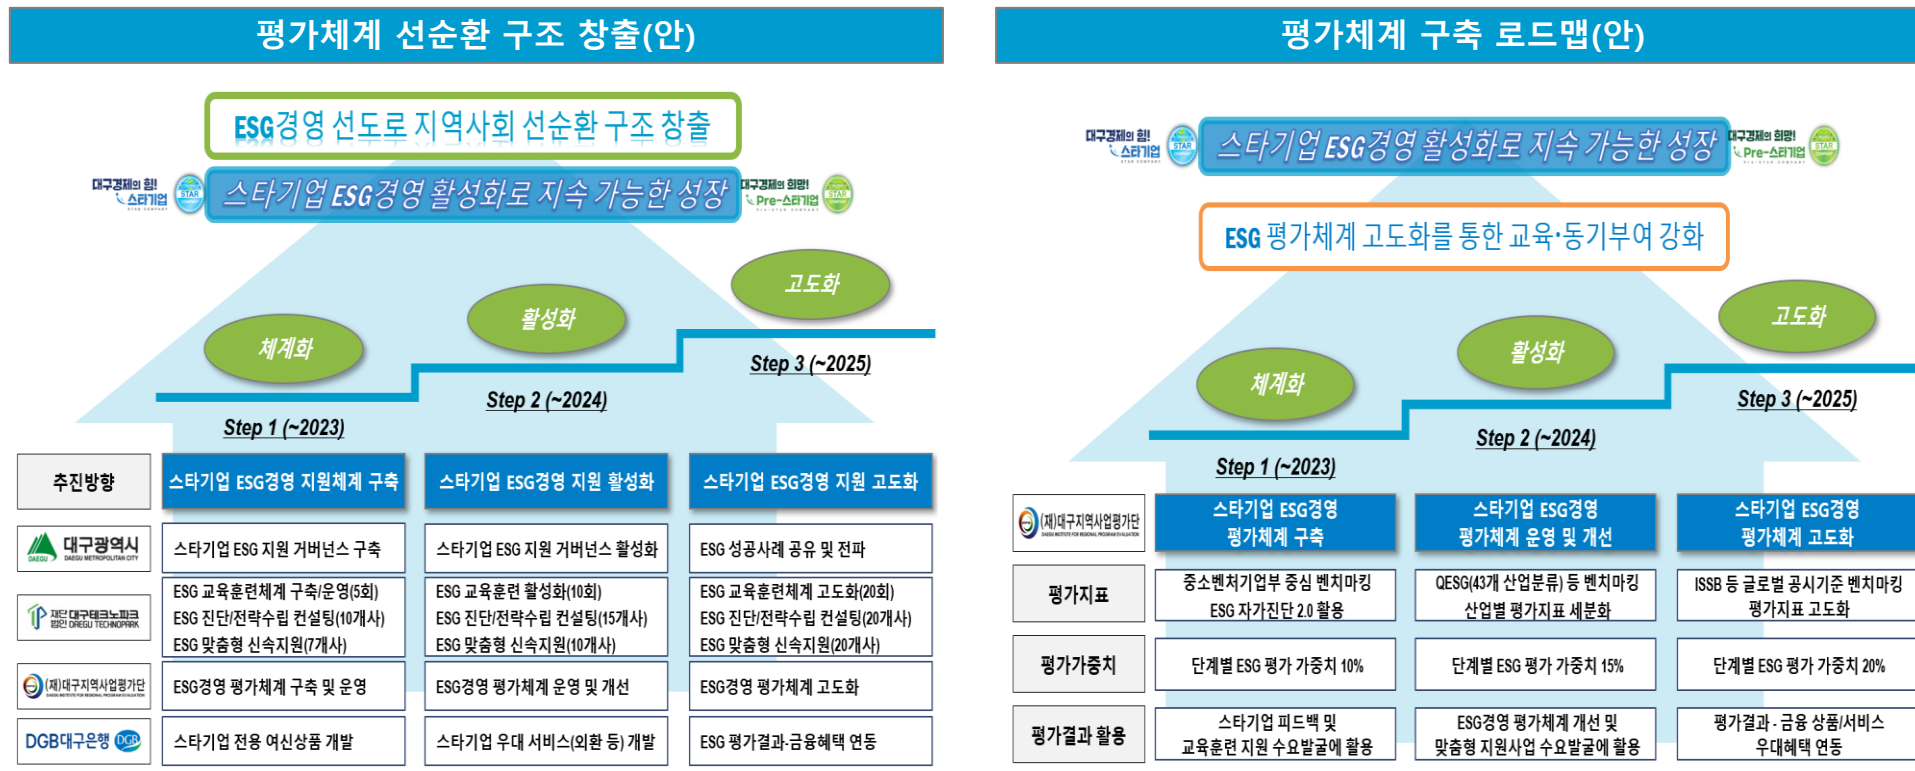 평가체계 선순환 구조 창출(안)
ESG경영 선도로 지역사회 선순환 구조 창출
대구경제의 힘!
스타기업
STAR COMPANY
STAR
스타기업 ESG경영 활성화로 지속 가능한 성장
대구경제의 희망!
Pre-스타기업
PRE-STAR COMPANY
STAR
체계화
활성화
고도화
Step 1 (~2023)
Step 2 (~2024)
Step 3 (~2025)
추진방향
스타기업 ESG경영 지원체계 구축
스타기업 ESG경영 지원 활성화
스타기업 ESG경영 지원 고도화
DAEGU
대구광역시
DAEGU METROPOLITAN CITY
스타기업 ESG 지원 거버넌스 구축
스타기업 ESG 지원 거버넌스 활성화
ESG 성공사례 공유 및 전파
재단법인 대구테크노파크
DAEGU TECHNOPARK
ESG 교육훈련체계 구축/운영(5회)
ESG 진단/전략수립 컨설팅(10개사)
ESG 맞춤형 신속지원(7개사)
ESG 교육훈련 활성화(10회)
ESG 진단/전략수립 컨설팅(15개사)
ESG 맞춤형 신속지원(10개사)
ESG 교육훈련체계 고도화(20회)
ESG 진단/전략수립 컨설팅(20개사)
ESG 맞춤형 신속지원(20개사)
(재)대구지역사업평가단
DAEGU INSTITUTE FOR REGIONAL PROGRAM EVALUATION
ESG경영 평가체계 구축 및 운영
ESG경영 평가체계 운영 및 개선
ESG경영 평가체계 고도화
DGB대구은행
DGB
스타기업 전용 여신상품 개발
스타기업 우대 서비스(외환 등) 개발
ESG 평가결과-금융혜택 연동
평가체계 구축 로드맵(안)
대구경제의 힘!
스타기업
STAR COMPANY
STAR
스타기업 ESG경영 활성화로 지속 가능한 성장
대구경제의 희망!
Pre-스타기업
PRE-STAR COMPANY
STAR
ESG 평가체계 고도화를 통한 교육·동기부여 강화
체계화
활성화
고도화
Step 1 (~2023)
Step 2 (~2024)
Step 3 (~2025)
(재)대구지역사업평가단
DAEGU INSTITUTE FOR REGIONAL PROGRAM EVALUATION
스타기업 ESG경영
평가체계 구축
스타기업 ESG경영
평가체계 운영 및 개선
스타기업 ESG경영
평가체계 고도화
평가지표
중소벤처기업부 중심 벤치마킹
ESG 자가진단 2.0 활용
QESG(43개 산업분류) 등 벤치마킹
산업별 평가지표 세분화
ISSB 등 글로벌 공시기준 벤치마킹
평가지표 고도화
평가가중치
단계별 ESG 평가 가중치 10%
단계별 ESG 평가 가중치 15%
단계별 ESG 평가 가중치 20%
평가결과 활용
스타기업 피드백 및
교육훈련 지원 수요발굴에 활용
ESG경영 평가체계 개선 및
맞춤형 지원사업 수요발굴에 활용
평가결과 - 금융 상품/서비스
우대혜택 연동